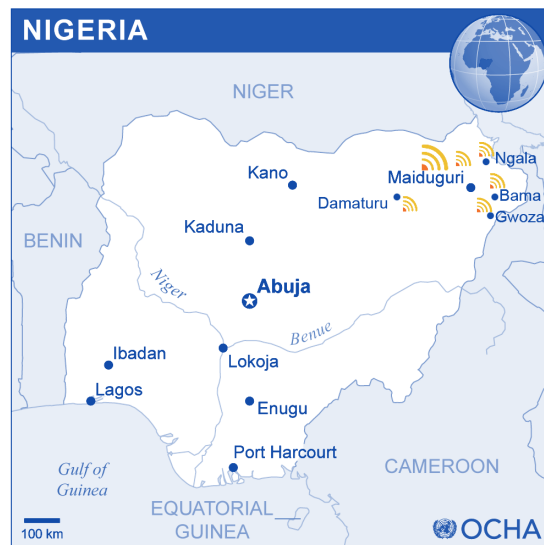 NIGERIA
NIGER
Ngala
Kano
Maiduguri
Damaturu
Bama
Gwoza
Kaduna
BENIN
Niger
Abuja
Benue
Ibadan
Lokoja
Lagos
Enugu
Port Harcourt
Gulf of
Guinea
CAMEROON
EQUATORIAL
GUINEA
100 km
OCHA